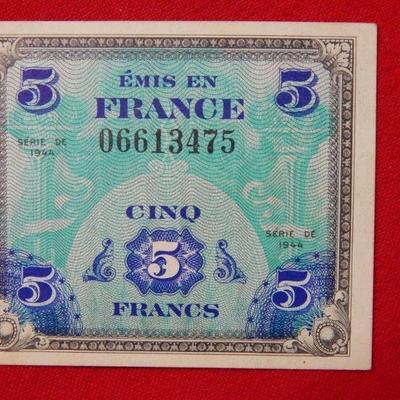 5 ÉMIS EN 5
FRANCE
SÉRIE DE 1944
06613475
CINQ
SÉRIE DE 1944
5
FRANCS
5 5